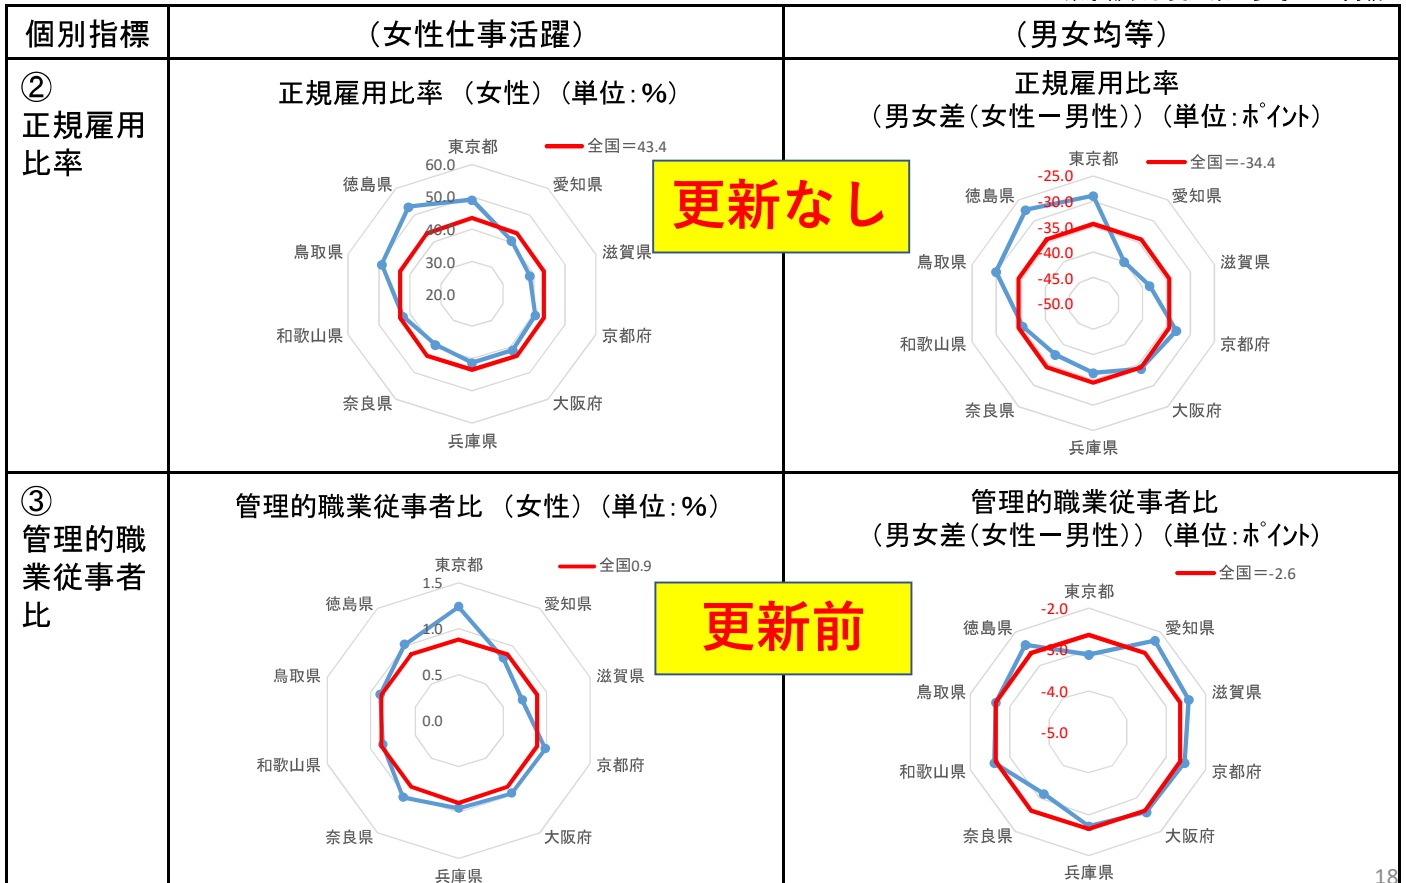 個別指標
（女性仕事活躍）
（男女均等）
②
正規雇用
比率
正規雇用比率 （女性）（単位：%）
全国＝43.4
東京都
愛知県
滋賀県
京都府
大阪府
兵庫県
奈良県
和歌山県
鳥取県
徳島県
60.0
50.0
40.0
30.0
20.0
更新なし
正規雇用比率
（男女差（女性－男性））（単位：ﾎﾟｲﾝﾄ）
全国＝-34.4
東京都
愛知県
滋賀県
京都府
大阪府
兵庫県
奈良県
和歌山県
鳥取県
徳島県
-25.0
-30.0
-35.0
-40.0
-45.0
-50.0
③
管理的職
業従事者
比
管理的職業従事者比 （女性）（単位：%）
全国0.9
東京都
愛知県
滋賀県
京都府
大阪府
兵庫県
奈良県
和歌山県
鳥取県
徳島県
1.5
1.0
0.5
0.0
更新前
管理的職業従事者比
（男女差（女性－男性））（単位：ﾎﾟｲﾝﾄ）
全国＝-2.6
東京都
愛知県
滋賀県
京都府
大阪府
兵庫県
奈良県
和歌山県
鳥取県
徳島県
-2.0
-3.0
-4.0
-5.0
18